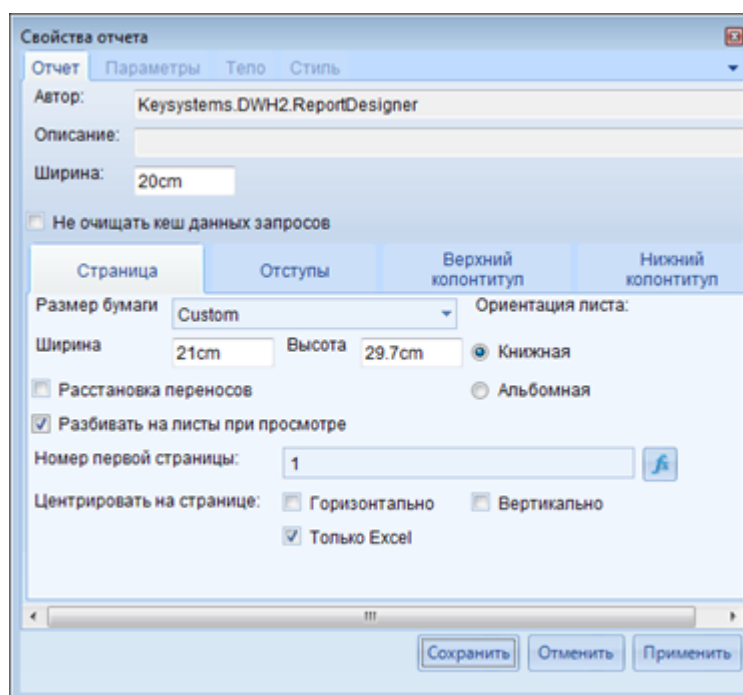 Свойства отчета
Отчет Параметры Тело Стиль
Автор: Keysystems.DWH2.ReportDesigner
Описание:
Ширина: 20cm
Не очищать кеш данных запросов
Страница Отступы Верхний колонтитул Нижний колонтитул
Размер бумаги Custom Ориентация листа:
Ширина 21cm Высота 29.7cm Книжная
Расстановка переносов Альбомная
Разбивать на листы при просмотре
Номер первой страницы: 1 fx
Центрировать на странице: Горизонтально Вертикально
Только Excel
Сохранить Отменить Применить